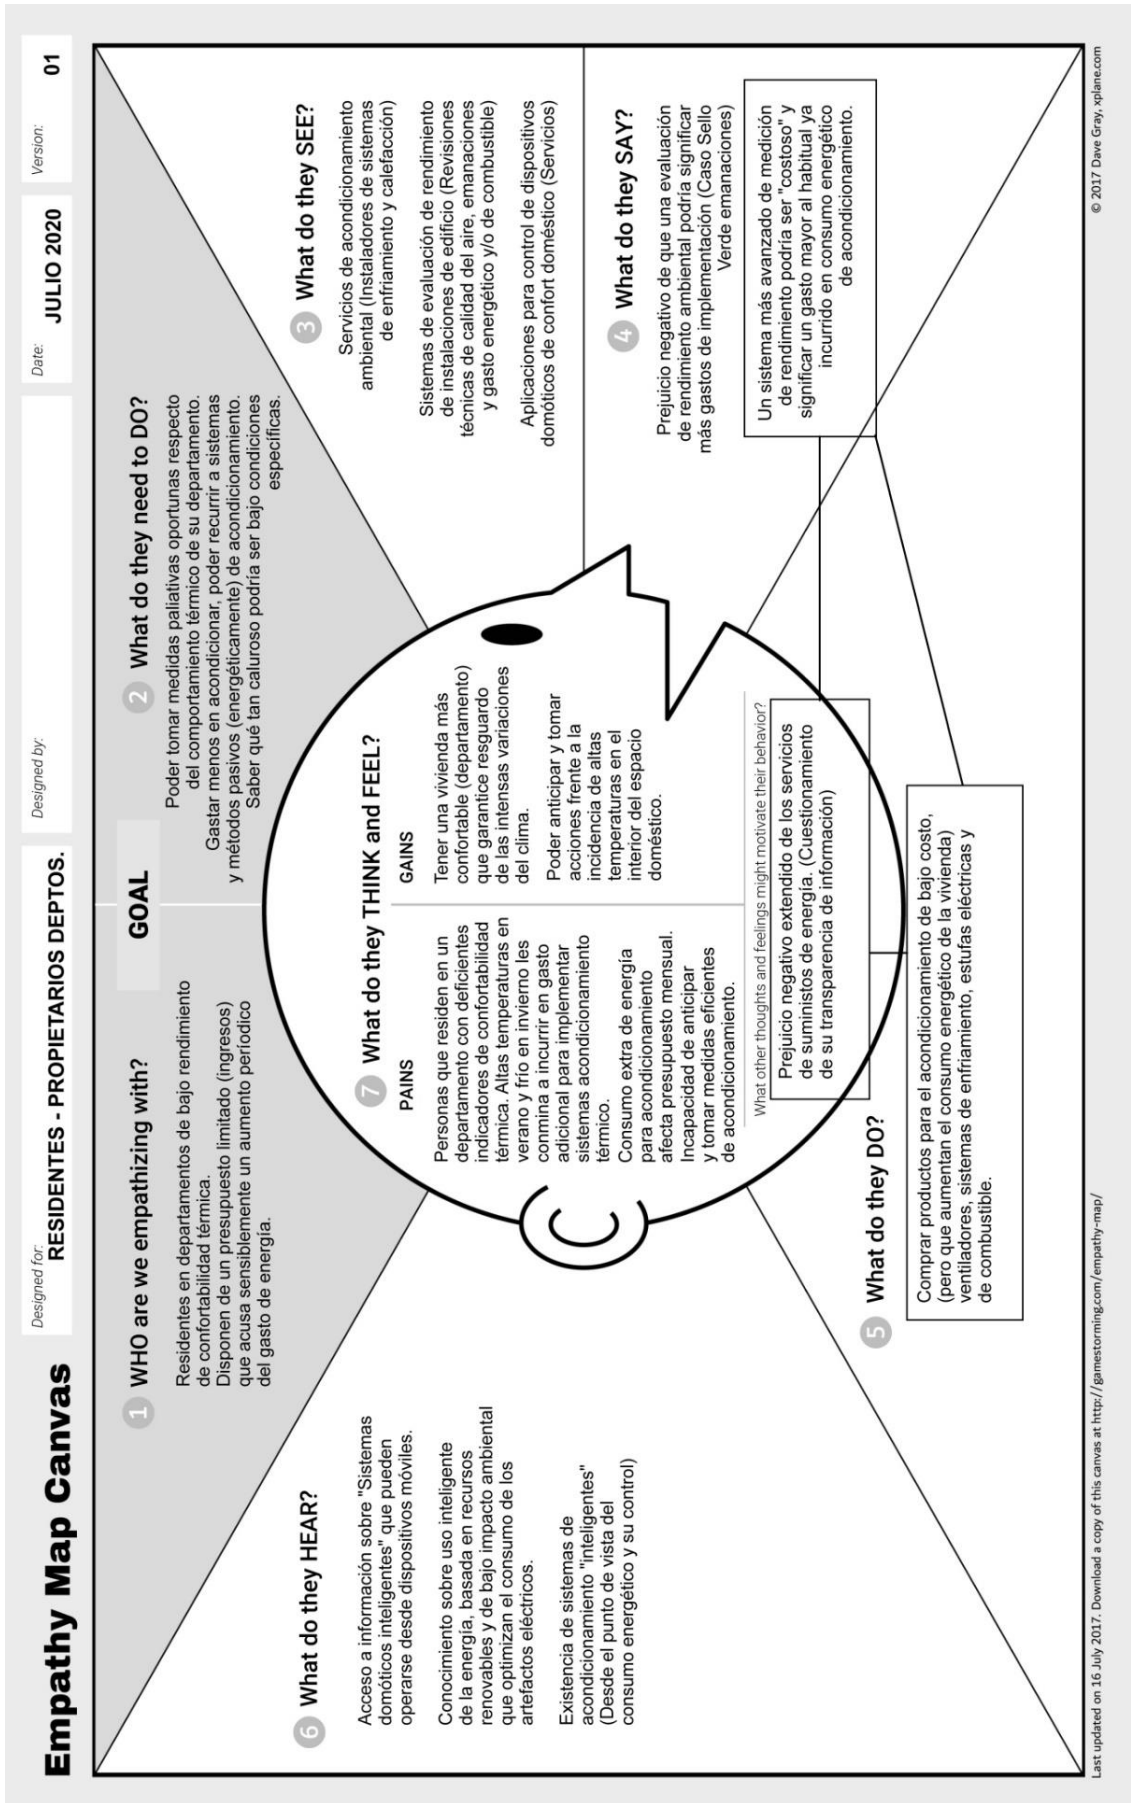 Empathy Map Canvas
Designed for:
RESIDENTES - PROPIETARIOS DEPTOS.
Designed by:
Date:
JULIO 2020
Version:
01
1 WHO are we empathizing with?
Residentes en departamentos de bajo rendimiento
de confortabilidad térmica.
Disponen de un presupuesto limitado (ingresos)
que acusa sensiblemente un aumento períodico
del gasto de energía.
GOAL
2 What do they need to DO?
Poder tomar medidas paliativas oportunas respecto
del comportamiento térmico de su departamento.
Gastar menos en acondicionar, poder recurrir a sistemas
y métodos pasivos (energéticamente) de acondicionamiento.
Saber qué tan caluroso podría ser bajo condiciones
específicas.
3 What do they SEE?
Servicios de acondicionamiento
ambiental (Instaladores de sistemas
de enfriamiento y calefacción)
Sistemas de evaluación de rendimiento
de instalaciones de edificio (Revisiones
técnicas de calidad del aire, emanaciones
y gasto energético y/o de combustible)
Aplicaciones para control de dispositivos
domóticos de confort doméstico (Servicios)
4 What do they SAY?
Prejuicio negativo de que una evaluación
de rendimiento ambiental podría significar
más gastos de implementación (Caso Sello
Verde emanaciones)
Un sistema más avanzado de medición
de rendimiento podría ser "costoso" y
significar un gasto mayor al habitual ya
incurrido en consumo energético
de acondicionamiento.
5 What do they DO?
Comprar productos para el acondicionamiento de bajo costo,
(pero que aumentan el consumo energético de la vivienda)
ventiladores, sistemas de enfriamiento, estufas eléctricas y
de combustible.
6 What do they HEAR?
Acceso a información sobre "Sistemas
domóticos inteligentes" que pueden
operarse desde dispositivos móviles.
Conocimiento sobre uso inteligente
de la energía, basada en recursos
renovables y de bajo impacto ambiental
que optimizan el consumo de los
artefactos eléctricos.
Existencia de sistemas de
acondicionamiento "inteligentes"
(Desde el punto de vista del
consumo energético y su control)
7 What do they THINK and FEEL?
PAINS
Personas que residen en un
departamento con deficientes
indicadores de confortabilidad
térmica. Altas temperaturas en
verano y frío en invierno les
conmina a incurrir en gasto
adicional para implementar
sistemas acondicionamiento
térmico.
Consumo extra de energía
para acondicionamiento
afecta presupuesto mensual.
Incapacidad de anticipar
y tomar medidas eficientes
de acondicionamiento.
GAINS
Tener una vivienda más
confortable (departamento)
que garantice resguardo
de las intensas variaciones
del clima.
Poder anticipar y tomar
acciones frente a la
incidencia de altas
temperaturas en el
interior del espacio
doméstico.
What other thoughts and feelings might motivate their behavior?
Prejuicio negativo extendido de los servicios
de suministros de energía. (Cuestionamiento
de su transparencia de información)
Last updated on 16 July 2017. Download a copy of this canvas at http://gamestorming.com/empathy-map/
© 2017 Dave Gray, xplane.com